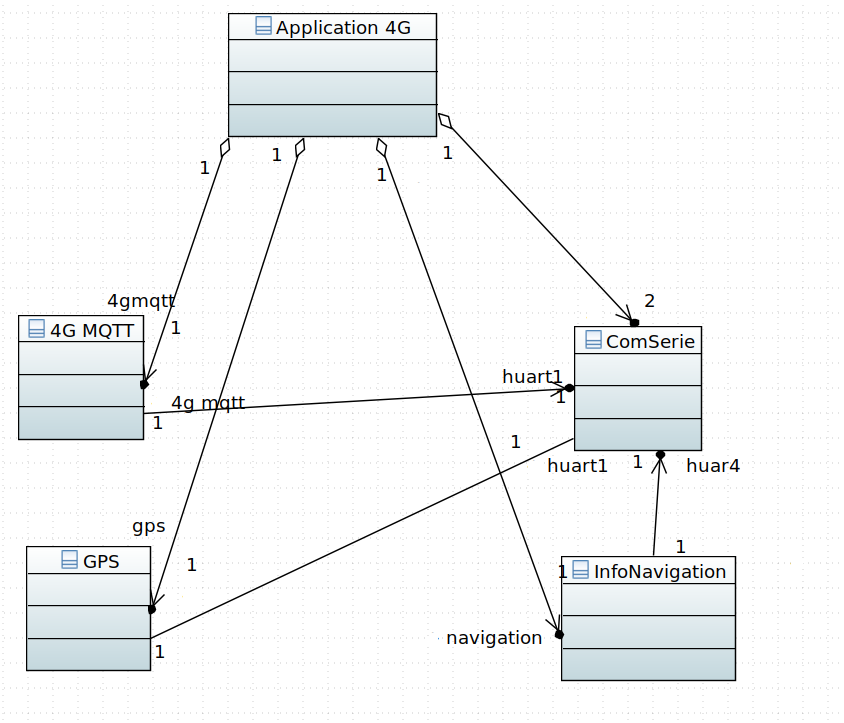 Application 4G
1
1
1
1
4gmqtt
1
2
4G MQTT
ComSerie
huart1
1
4g mqtt
1
1
huart1
1
huar4
gps
1
GPS
1
1
InfoNavigation
navigation
1